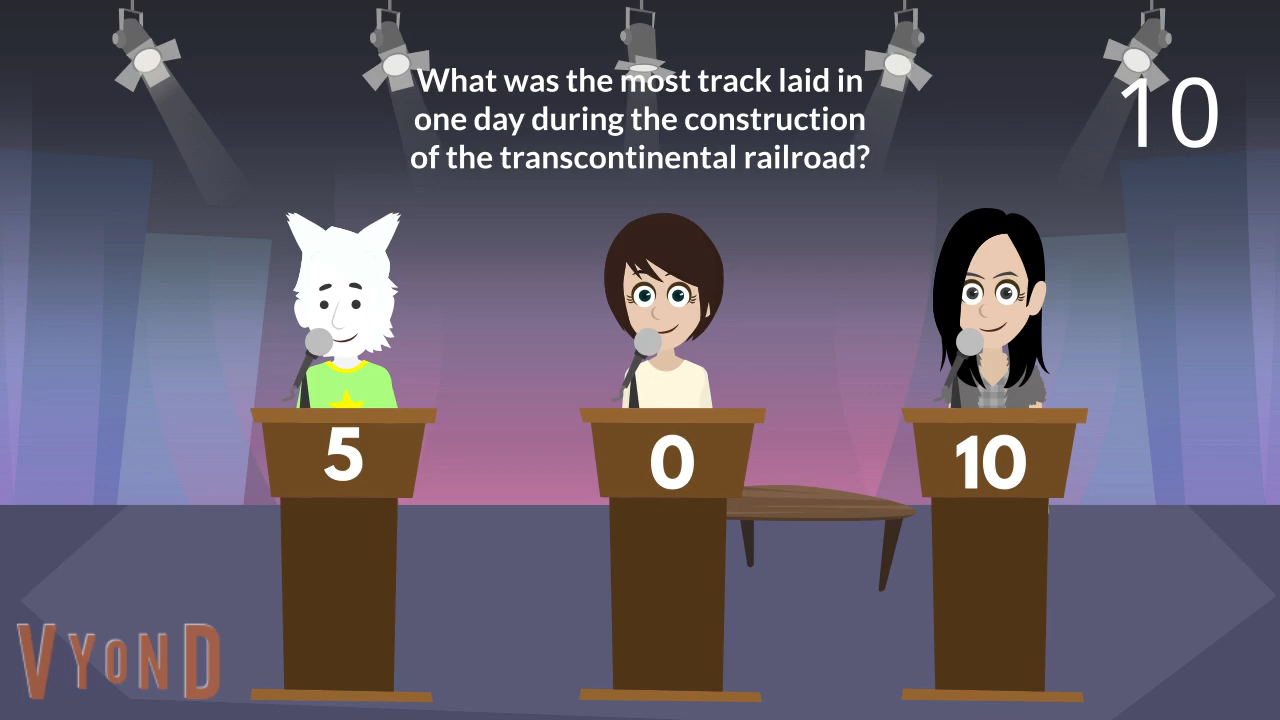 What was the most track laid in
one day during the construction
of the transcontinental railroad?
10
5
0
10
VYOND